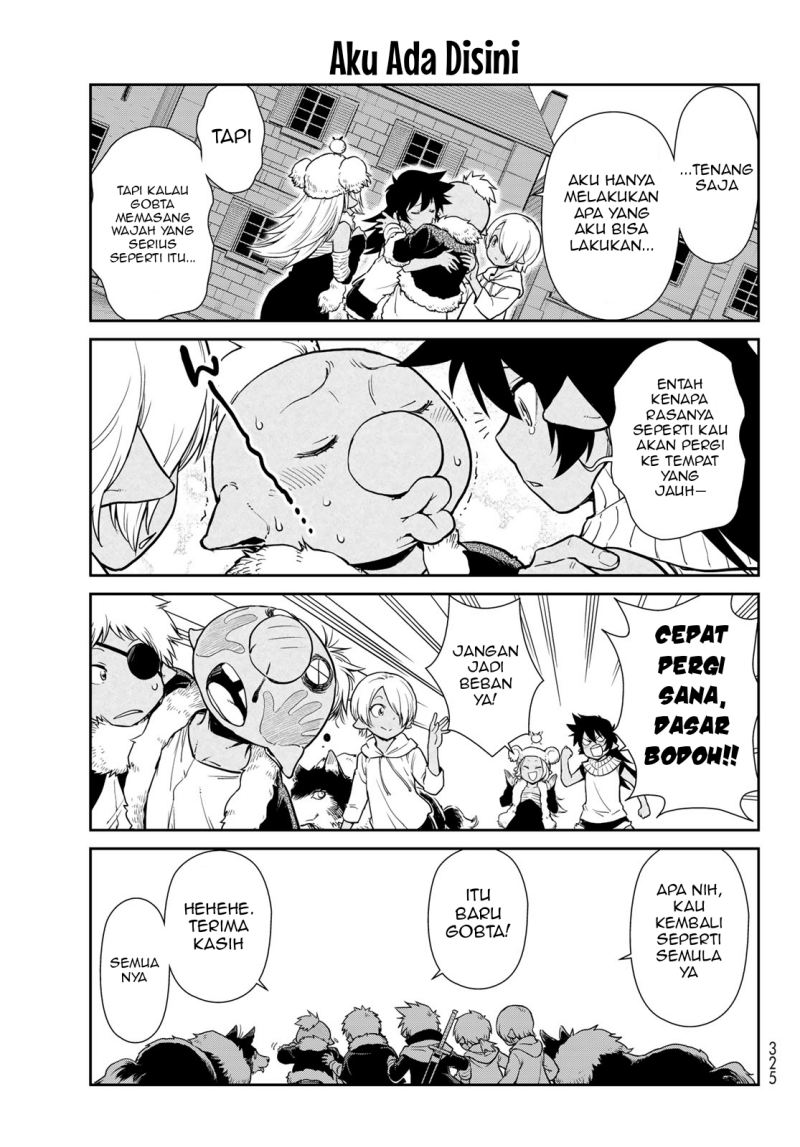 Aku Ada Disini
...TENANG
SAJA
AKU HANYA
MELAKUKAN
APA YANG
AKU BISA
LAKUKAN...
TAPI
TAPI KALAU
GOBTA
MEMASANG
WAJAH YANG
SERIUS
SEPERTI ITU...
ENTAH
KENAPA
RASANYA
SEPERTI KAU
AKAN PERGI
KE TEMPAT
YANG
JAUH–
CEPAT
PERGI
SANA,
DASAR
BODOH!!
JANGAN
JADI
BEBAN
YA!
APA NIH,
KAU
KEMBALI
SEPERTI
SEMULA
YA
ITU
BARU
GOBTA!
HEHEHE.
TERIMA
KASIH
SEMUA
NYA
325